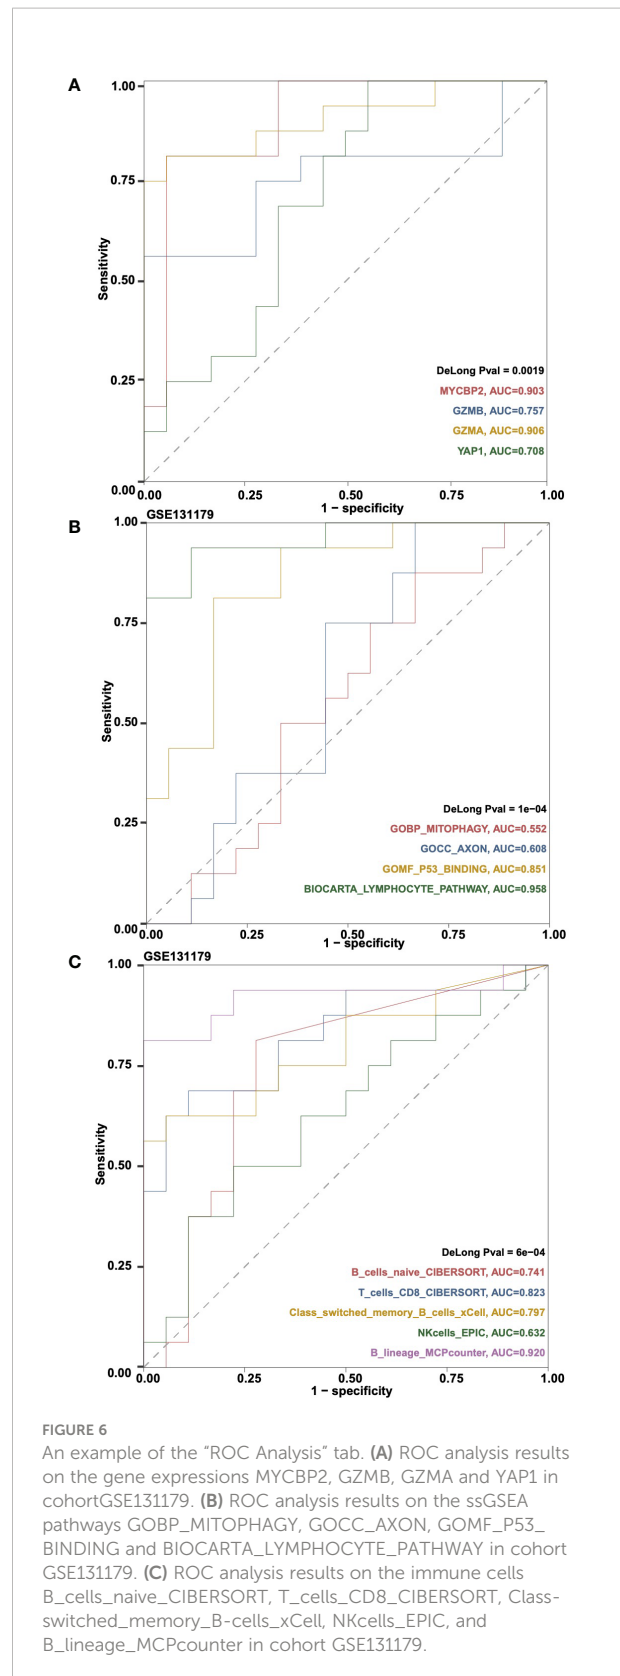 A
1.00
0.75
0.50
0.25
0.00
Sensitivity
DeLong Pval = 0.0019
MYCBP2, AUC=0.903
GZMB, AUC=0.757
GZMA, AUC=0.906
YAP1, AUC=0.708
0.00 0.25 0.50 0.75 1.00
1 − specificity
B
GSE131179
1.00
0.75
0.50
0.25
0.00
Sensitivity
DeLong Pval = 1e−04
GOBP_MITOPHAGY, AUC=0.552
GOCC_AXON, AUC=0.608
GOMF_P53_BINDING, AUC=0.851
BIOCARTA_LYMPHOCYTE_PATHWAY, AUC=0.958
0.00 0.25 0.50 0.75 1.00
1 − specificity
C
GSE131179
1.00
0.75
0.50
0.25
0.00
Sensitivity
DeLong Pval = 6e−04
B_cells_naive_CIBERSORT, AUC=0.741
T_cells_CD8_CIBERSORT, AUC=0.823
Class_switched_memory_B_cells_xCell, AUC=0.797
NKcells_EPIC, AUC=0.632
B_lineage_MCPcounter, AUC=0.920
0.00 0.25 0.50 0.75 1.00
1 − specificity
FIGURE 6
An example of the “ROC Analysis” tab. (A) ROC analysis results
on the gene expressions MYCBP2, GZMB, GZMA and YAP1 in
cohortGSE131179. (B) ROC analysis results on the ssGSEA
pathways GOBP_MITOPHAGY, GOCC_AXON, GOMF_P53_
BINDING and BIOCARTA_LYMPHOCYTE_PATHWAY in cohort
GSE131179. (C) ROC analysis results on the immune cells
B_cells_naive_CIBERSORT, T_cells_CD8_CIBERSORT, Class-
switched_memory_B-cells_xCell, NKcells_EPIC, and
B_lineage_MCPcounter in cohort GSE131179.